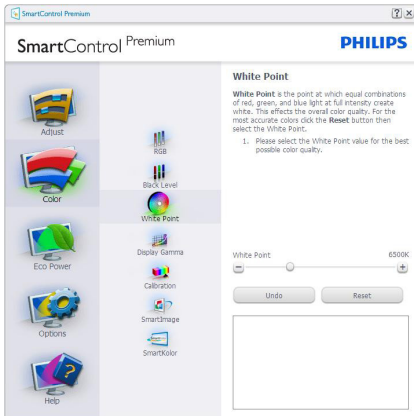 SmartControl Premium
SmartControl Premium
PHILIPS
Adjust
Color
Eco Power
Options
Help
RGB
Black Level
White Point
Display Gamma
Calibration
SmartImage
SmartKolor
White Point
White Point is the point at which equal combinations
of red, green, and blue light at full intensity create
white. This effects the overall color quality. For the
most accurate colors click the Reset button then
select the White Point.
1. Please select the White Point value for the best
possible color quality.
White Point 6500K
Undo Reset